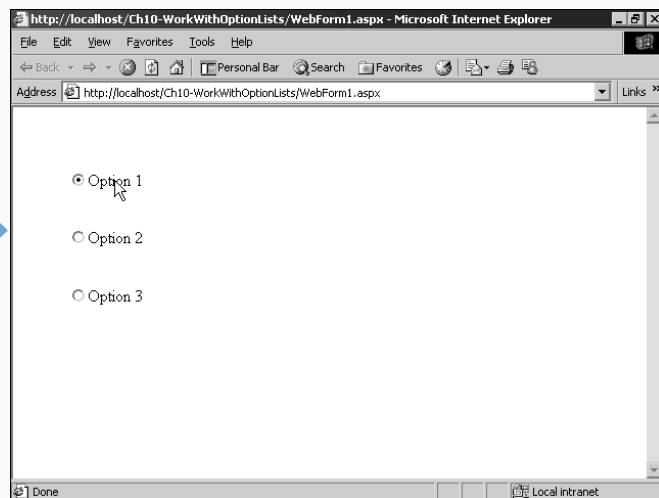 http://localhost/Ch10-WorkWithOptionLists/WebForm1.aspx - Microsoft Internet Explorer
File Edit View Favorites Tools Help
Back Personal Bar Search Favorites
Address http://localhost/Ch10-WorkWithOptionLists/WebForm1.aspx Links »
Option 1
Option 2
Option 3
Done Local intranet